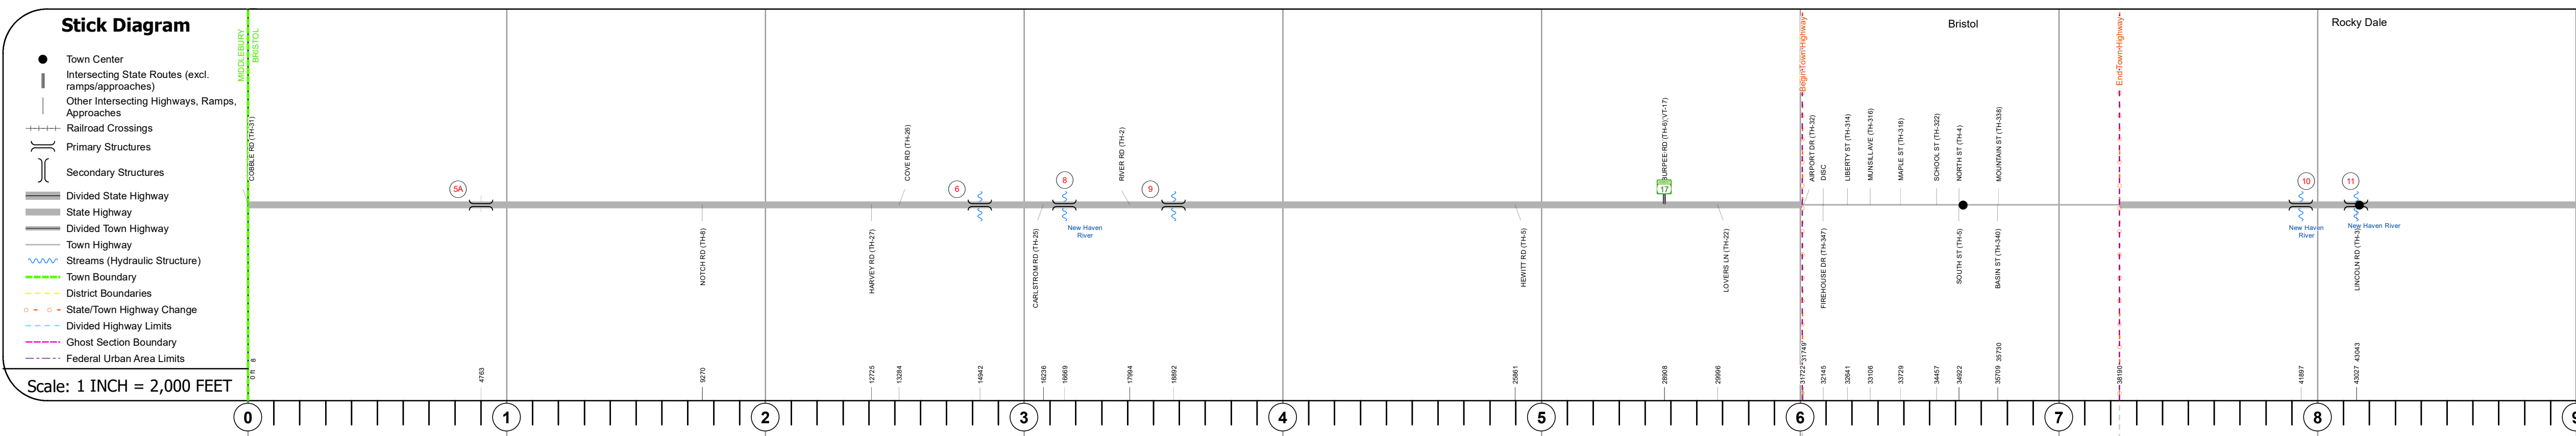 Stick Diagram
Town Center
Intersecting State Routes (excl.
ramps/approaches)
Other Intersecting Highways, Ramps,
Approaches
Railroad Crossings
Primary Structures
Secondary Structures
Divided State Highway
State Highway
Divided Town Highway
Town Highway
Streams (Hydraulic Structure)
Town Boundary
District Boundaries
State/Town Highway Change
Divided Highway Limits
Ghost Section Boundary
Federal Urban Area Limits
Scale: 1 INCH = 2,000 FEET
MIDDLEBURY
BRISTOL
COBBLE RD (TH-31)
5A
NOTCH RD (TH-8)
HARVEY RD (TH-27)
COVE RD (TH-26)
6
CARLSTROM RD (TH-25)
8
New Haven
River
RIVER RD (TH-2)
9
HEWITT RD (TH-5)
BURPEE RD (TH-6)(VT-17)
17
LOVERS LN (TH-22)
Begin Town Highway
AIRPORT DR (TH-32)
DISC
FIREHOUSE DR (TH-347)
LIBERTY ST (TH-314)
MUNSILL AVE (TH-316)
MAPLE ST (TH-318)
SCHOOL ST (TH-322)
Bristol
NORTH ST (TH-4)
SOUTH ST (TH-5)
MOUNTAIN ST (TH-338)
BASIN ST (TH-340)
End Town Highway
Rocky Dale
10
New Haven
River
11
New Haven River
LINCOLN RD (TH-3)
0 ft
8
4763
9270
12725
13284
14942
16236
16669
17994
18892
25861
28908
29996
31722
31749
32145
32641
33106
33729
34457
34922
35709
35730
38190
41897
43027
43043
0
1
2
3
4
5
6
7
8
9